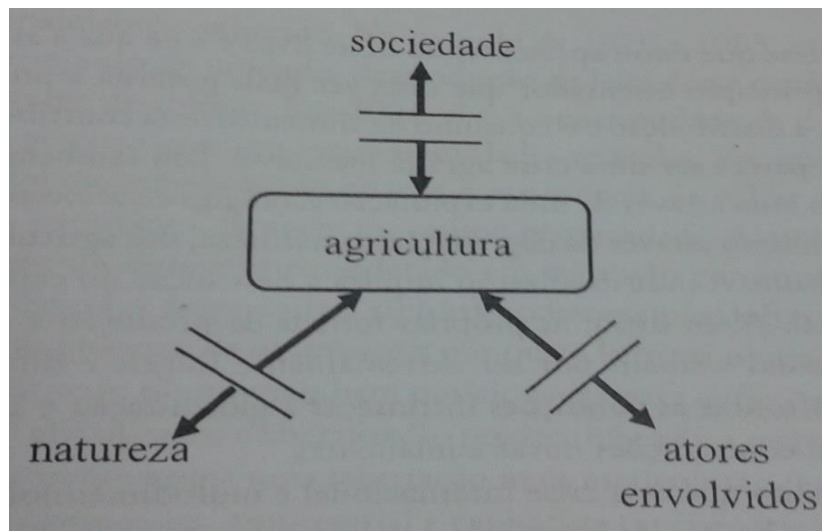 sociedade
agricultura
natureza
atores
envolvidos